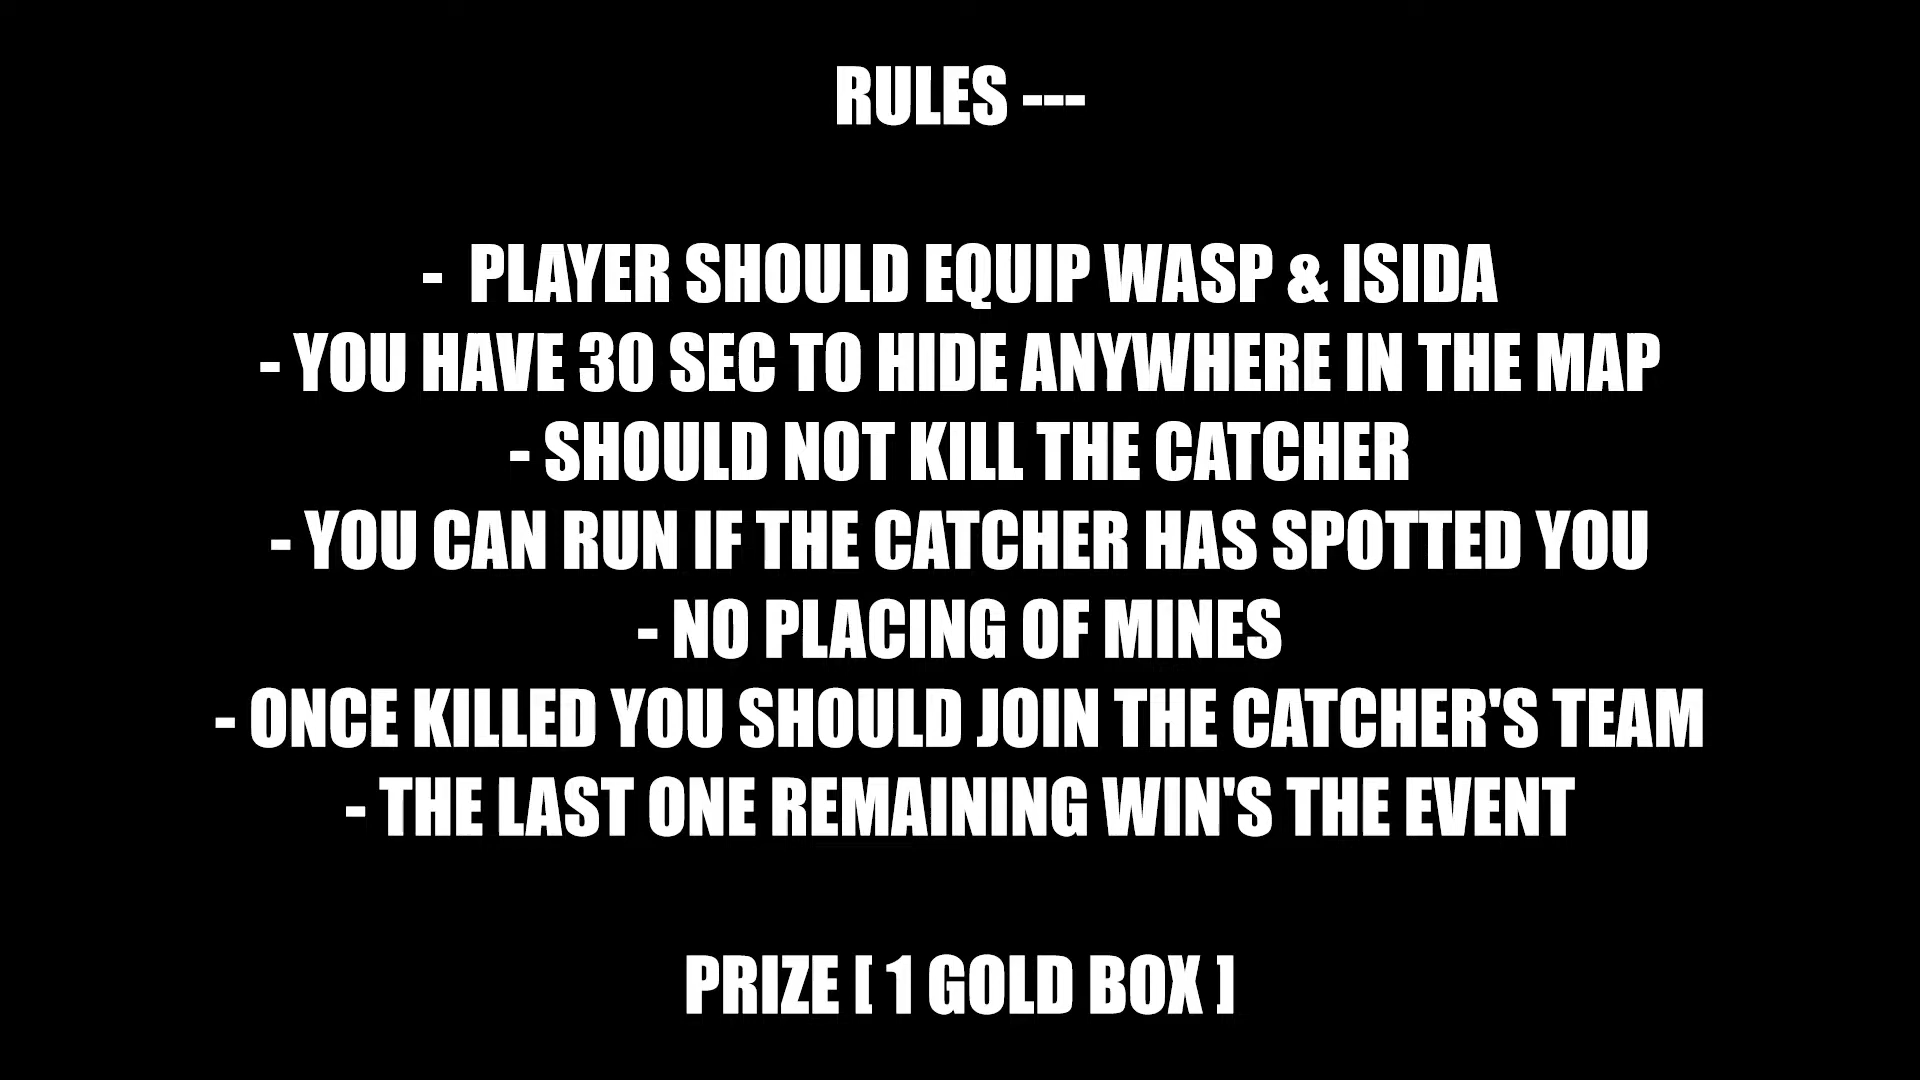 RULES ---
- PLAYER SHOULD EQUIP WASP & ISIDA
- YOU HAVE 30 SEC TO HIDE ANYWHERE IN THE MAP
- SHOULD NOT KILL THE CATCHER
- YOU CAN RUN IF THE CATCHER HAS SPOTTED YOU
- NO PLACING OF MINES
- ONCE KILLED YOU SHOULD JOIN THE CATCHER'S TEAM
- THE LAST ONE REMAINING WIN'S THE EVENT
PRIZE [ 1 GOLD BOX ]